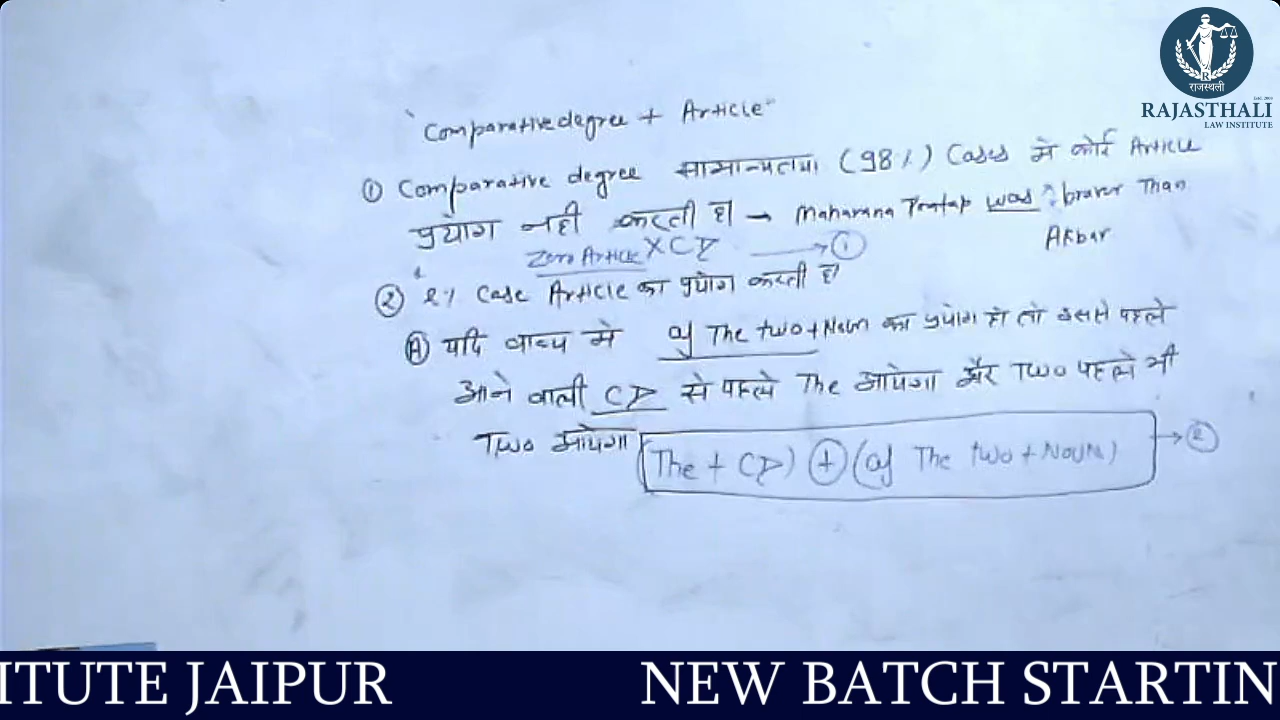 राजस्थली
RAJASTHALI
LAW INSTITUTE
"Comparative degree + Article"
① Comparative degree सामान्यतया (98%) Cases मे कोई Article
प्रयोग नही करती है → Maharana Pratap was braver Than
Akbar
Zero Article X CD → ①
② 2% Case Article का प्रयोग करती है
Ⓐ यदि वाक्य मे of The two + Noun का प्रयोग हो तो उससे पहले
आने वाली CD से पहले The आयेगा और Two पहले भी
Two आयेगा
(The + CD) ⊕ (of The two + Noun) → ②
ITUTE JAIPUR NEW BATCH STARTIN